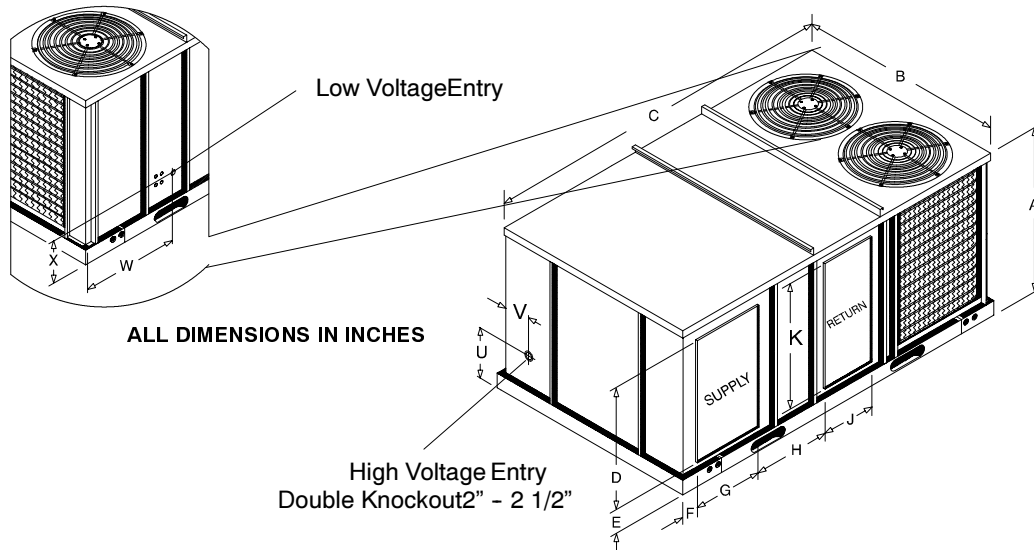 Low VoltageEntry
B
C
A
X
W
V
U
ALL DIMENSIONS IN INCHES
K
RETURN
SUPPLY
J
H
G
F
D
E
High Voltage Entry
Double Knockout2” - 2 1/2”